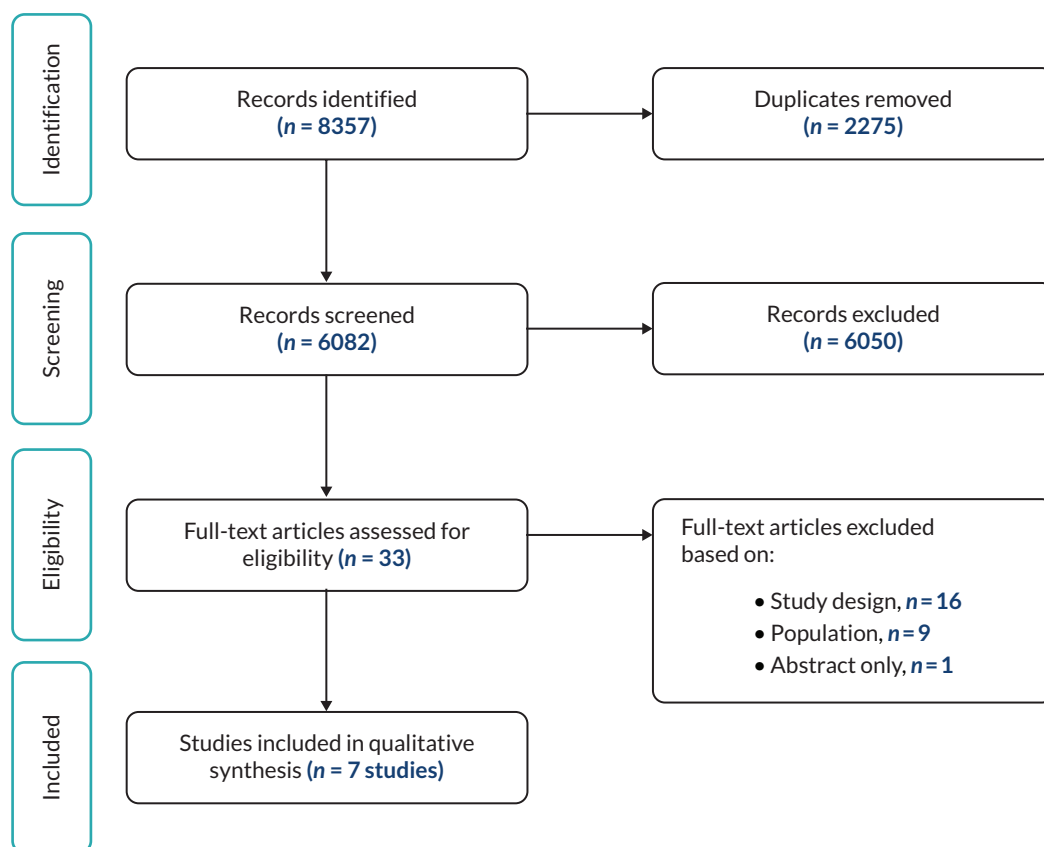 Identification
Records identified
(n = 8357)
Duplicates removed
(n = 2275)
Screening
Records screened
(n = 6082)
Records excluded
(n = 6050)
Eligibility
Full-text articles assessed for
eligibility (n = 33)
Full-text articles excluded
based on:
• Study design, n = 16
• Population, n = 9
• Abstract only, n = 1
Included
Studies included in qualitative
synthesis (n = 7 studies)